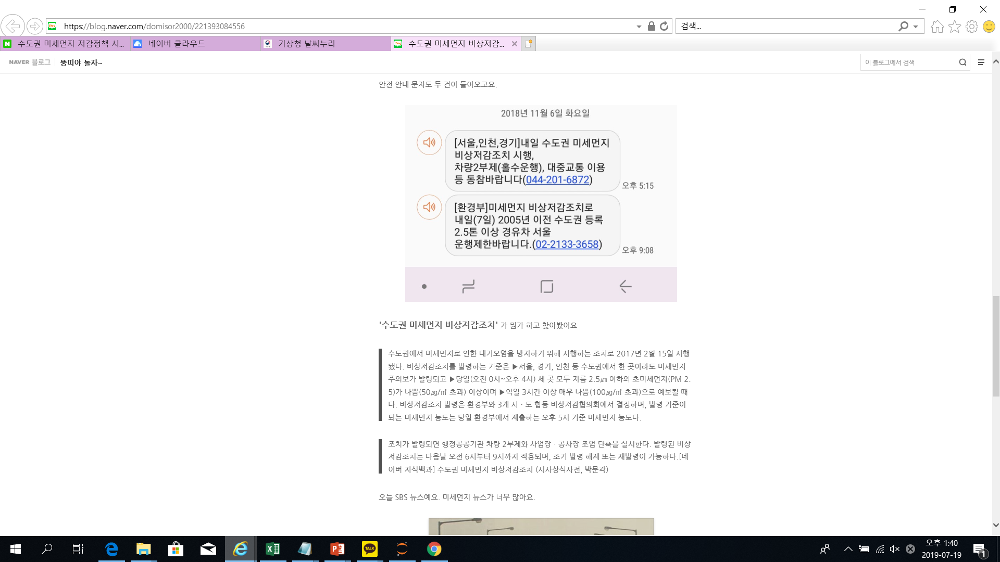 https://blog.naver.com/domisor2000/221393084556
검색...
수도권 미세먼지 저감정책 시...
네이버 클라우드
기상청 날씨누리
수도권 미세먼지 비상저감...
NAVER 블로그
뚱띠야 놀자~
이 블로그에서 검색
안전 안내 문자도 두 건이 들어오고요.
2018년 11월 6일 화요일
[서울,인천,경기]내일 수도권 미세먼지
비상저감조치 시행,
차량2부제(홀수운행), 대중교통 이용
등 동참바랍니다(044-201-6872)
오후 5:15
[환경부]미세먼지 비상저감조치로
내일(7일) 2005년 이전 수도권 등록
2.5톤 이상 경유차 서울
운행제한바랍니다.(02-2133-3658)
오후 9:08
'수도권 미세먼지 비상저감조치' 가 뭔가 하고 찾아봤어요
수도권에서 미세먼지로 인한 대기오염을 방지하기 위해 시행하는 조치로 2017년 2월 15일 시행
됐다. 비상저감조치를 발령하는 기준은 ▶서울, 경기, 인천 등 수도권에서 한 곳이라도 미세먼지
주의보가 발령되고 ▶당일(오전 0시~오후 4시) 세 곳 모두 지름 2.5㎛ 이하의 초미세먼지(PM 2.
5)가 나쁨(50㎍/㎥ 초과) 이상이며 ▶익일 3시간 이상 매우 나쁨(100㎍/㎥ 초과)으로 예보될 때
다. 비상저감조치 발령은 환경부와 3개 시ㆍ도 합동 비상저감협의회에서 결정하며, 발령 기준이
되는 미세먼지 농도는 당일 환경부에서 제출하는 오후 5시 기준 미세먼지 농도다.
조치가 발령되면 행정공공기관 차량 2부제와 사업장ㆍ공사장 조업 단축을 실시한다. 발령된 비상
저감조치는 다음날 오전 6시부터 9시까지 적용되며, 조기 발령 해제 또는 재발령이 가능하다.[네
이버 지식백과] 수도권 미세먼지 비상저감조치 (시사상식사전, 박문각)
오늘 SBS 뉴스예요. 미세먼지 뉴스가 너무 많아요.
TALK
오후 1:40
2019-07-19
1